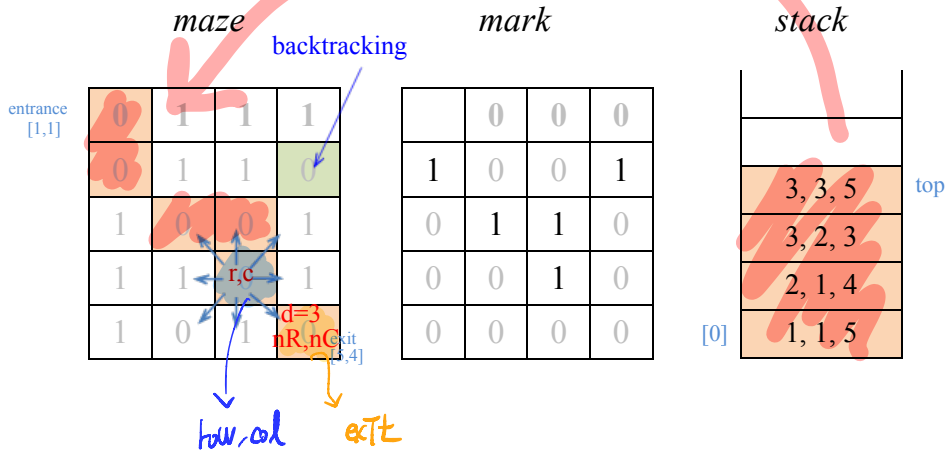 maze
mark
stack
backtracking
entrance
[1,1]
0 1 1 1
0 1 1 0
1 0 0 1
1 1 0 1
1 0 1 0
r,c
d=3
nR,nC
exit
[5,4]
0 0 0
1 0 0 1
0 1 1 0
0 0 1 0
0 0 0 0
3, 3, 5
3, 2, 3
2, 1, 4
1, 1, 5
top
[0]
row, col
exit